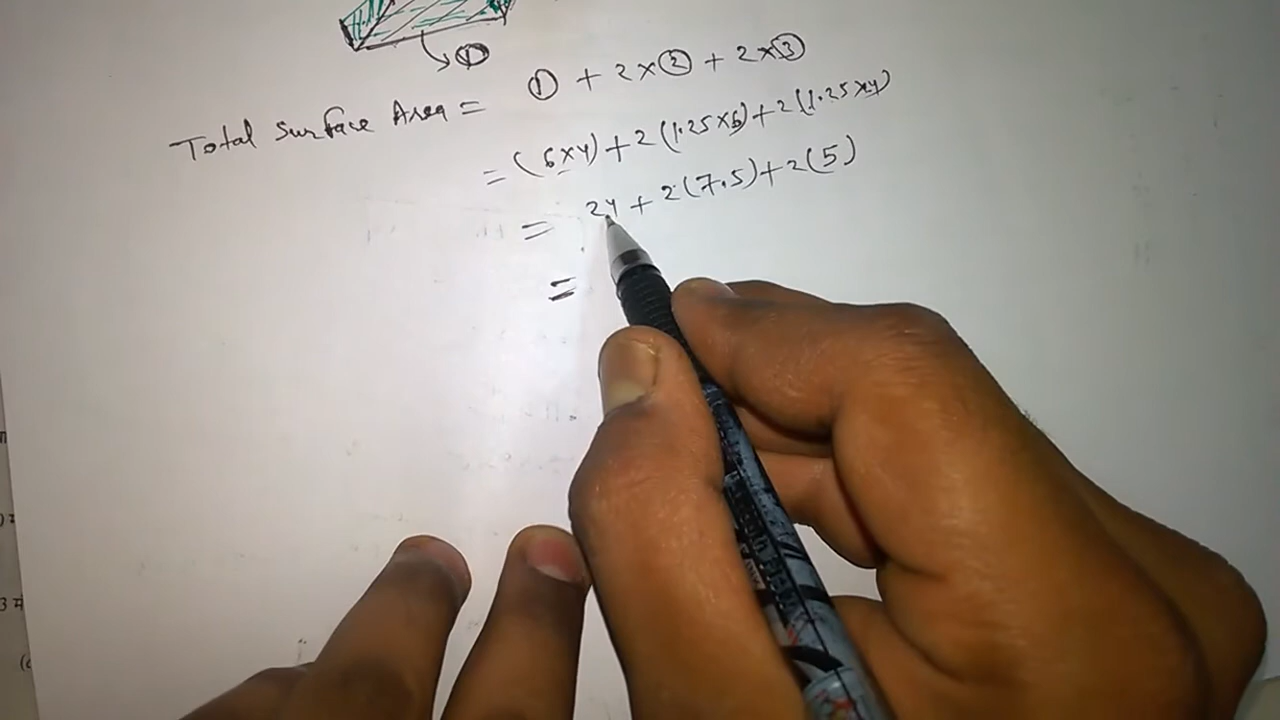 ①
① + 2×② + 2×③
Total Surface Area =
= (6×4) + 2(1.25×6) + 2(1.25×4)
= 24 + 2(7.5) + 2(5)
=